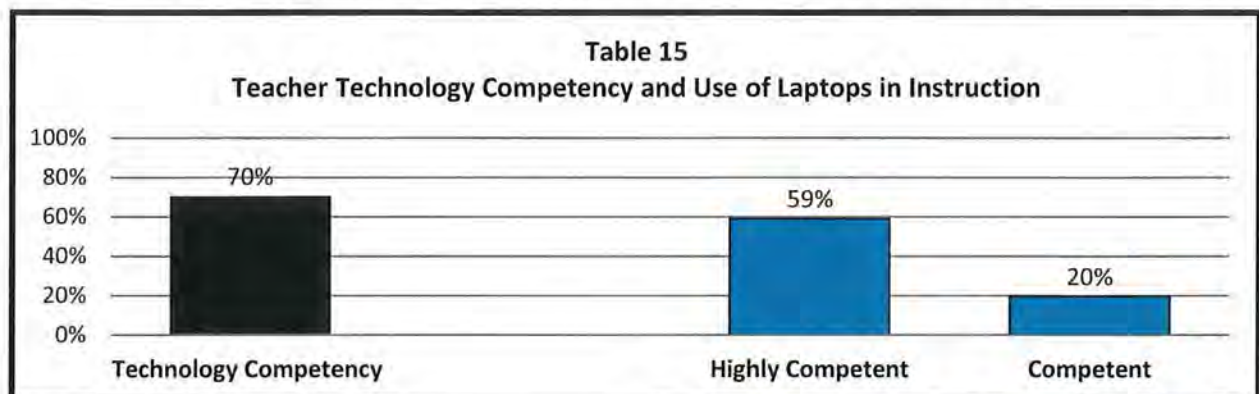 Table 15
Teacher Technology Competency and Use of Laptops in Instruction
100%
80%
60%
40%
20%
0%
70%
59%
20%
Technology Competency
Highly Competent
Competent